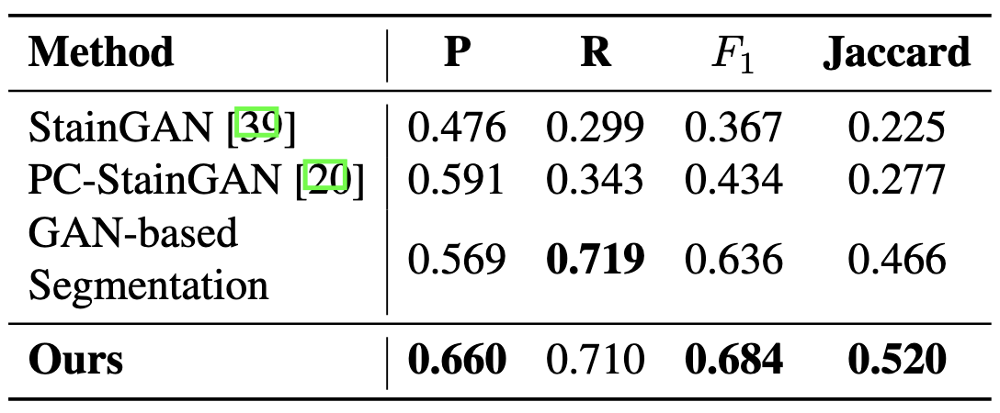 Method P R F1 Jaccard
StainGAN [39] 0.476 0.299 0.367 0.225
PC-StainGAN [20] 0.591 0.343 0.434 0.277
GAN-based
Segmentation 0.569 0.719 0.636 0.466
Ours 0.660 0.710 0.684 0.520